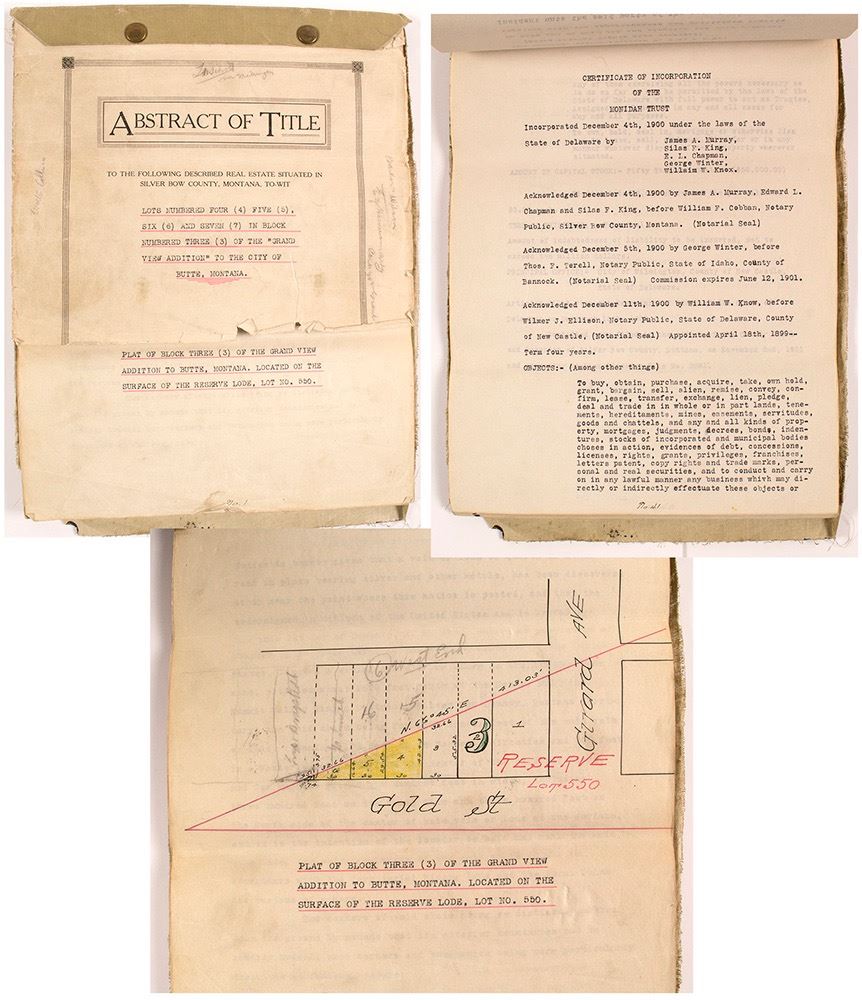 ABSTRACT OF TITLE
TO THE FOLLOWING DESCRIBED REAL ESTATE SITUATED IN
SILVER BOW COUNTY, MONTANA, TO-WIT
LOTS NUMBERED FOUR (4) FIVE (5),
SIX (6) AND SEVEN (7) IN BLOCK
NUMBERED THREE (3) OF THE "GRAND
VIEW ADDITION" TO THE CITY OF
BUTTE, MONTANA.
PLAT OF BLOCK THREE (3) OF THE GRAND VIEW
ADDITION TO BUTTE, MONTANA. LOCATED ON THE
SURFACE OF THE RESERVE LODE, LOT NO. 550.
CERTIFICATE OF INCORPORATION
OF THE
MONIDAH TRUST
Incorporated December 4th, 1900 under the laws of the
State of Delaware by James A. Murray,
Silas F. King,
E. L. Chapman,
George Winter,
Willaim W. Knox.
Acknowledged December 4th, 1900 by James A. Murray, Edward L.
Chapman and Silas F. King, before William F. Cobban, Notary
Public, Silver Bow County, Montana. (Notarial Seal)
Acknowledged December 5th, 1900 by George Winter, before
Thos. F. Terell, Notary Public, State of Idaho, County of
Bannock. (Notarial Seal) Commission expires June 12, 1901.
Acknowledged December 11th, 1900 by William W. Know, before
Wilmer J. Ellison, Notary Public, State of Delaware, County
of New Castle, (Notarial Seal) Appointed April 18th, 1899--
Term four years.
OBJECTS:- (Among other things)
To buy, obtain, purchase, acquire, take, own hold,
grant, bargain, sell, alien, remise, convey, con-
firm, lease, transfer, exchange, lien, pledge,
deal and trade in in whole or in part lands, tene-
ments, hereditaments, mines, easements, servitudes,
goods and chattels, and any and all kinds of prop-
erty, mortgages, judgments, decrees, bonds, inden-
tures, stocks of incorporated and municipal bodies
choses in action, evidences of debt, concessions,
licenses, rights, grants, privileges, franchises,
letters patent, copy rights and trade marks, per-
sonal and real securities, and to conduct and carry
on in any lawful manner any business whihh may di-
rectly or indirectly effectuate these objects or
West End
N. 66°45' E
413.03'
Girard AVE
6
5
4
3
3
2
1
RESERVE
Lot 550
Gold St
PLAT OF BLOCK THREE (3) OF THE GRAND VIEW
ADDITION TO BUTTE, MONTANA. LOCATED ON THE
SURFACE OF THE RESERVE LODE, LOT NO. 550.